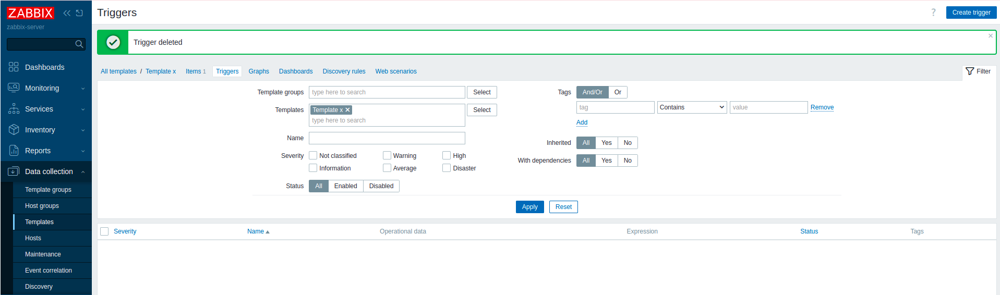 ZABBIX
zabbix-server
Dashboards
Monitoring
Services
Inventory
Reports
Data collection
Template groups
Host groups
Templates
Hosts
Maintenance
Event correlation
Discovery
Triggers
? Create trigger
Trigger deleted
All templates / Template x Items 1 Triggers Graphs Dashboards Discovery rules Web scenarios Filter
Template groups type here to search Select
Templates Template x Select
type here to search
Name
Severity Not classified Warning High
Information Average Disaster
Status All Enabled Disabled
Tags And/Or Or
tag Contains value Remove
Add
Inherited All Yes No
With dependencies All Yes No
Apply Reset
Severity Name Operational data Expression Status Tags